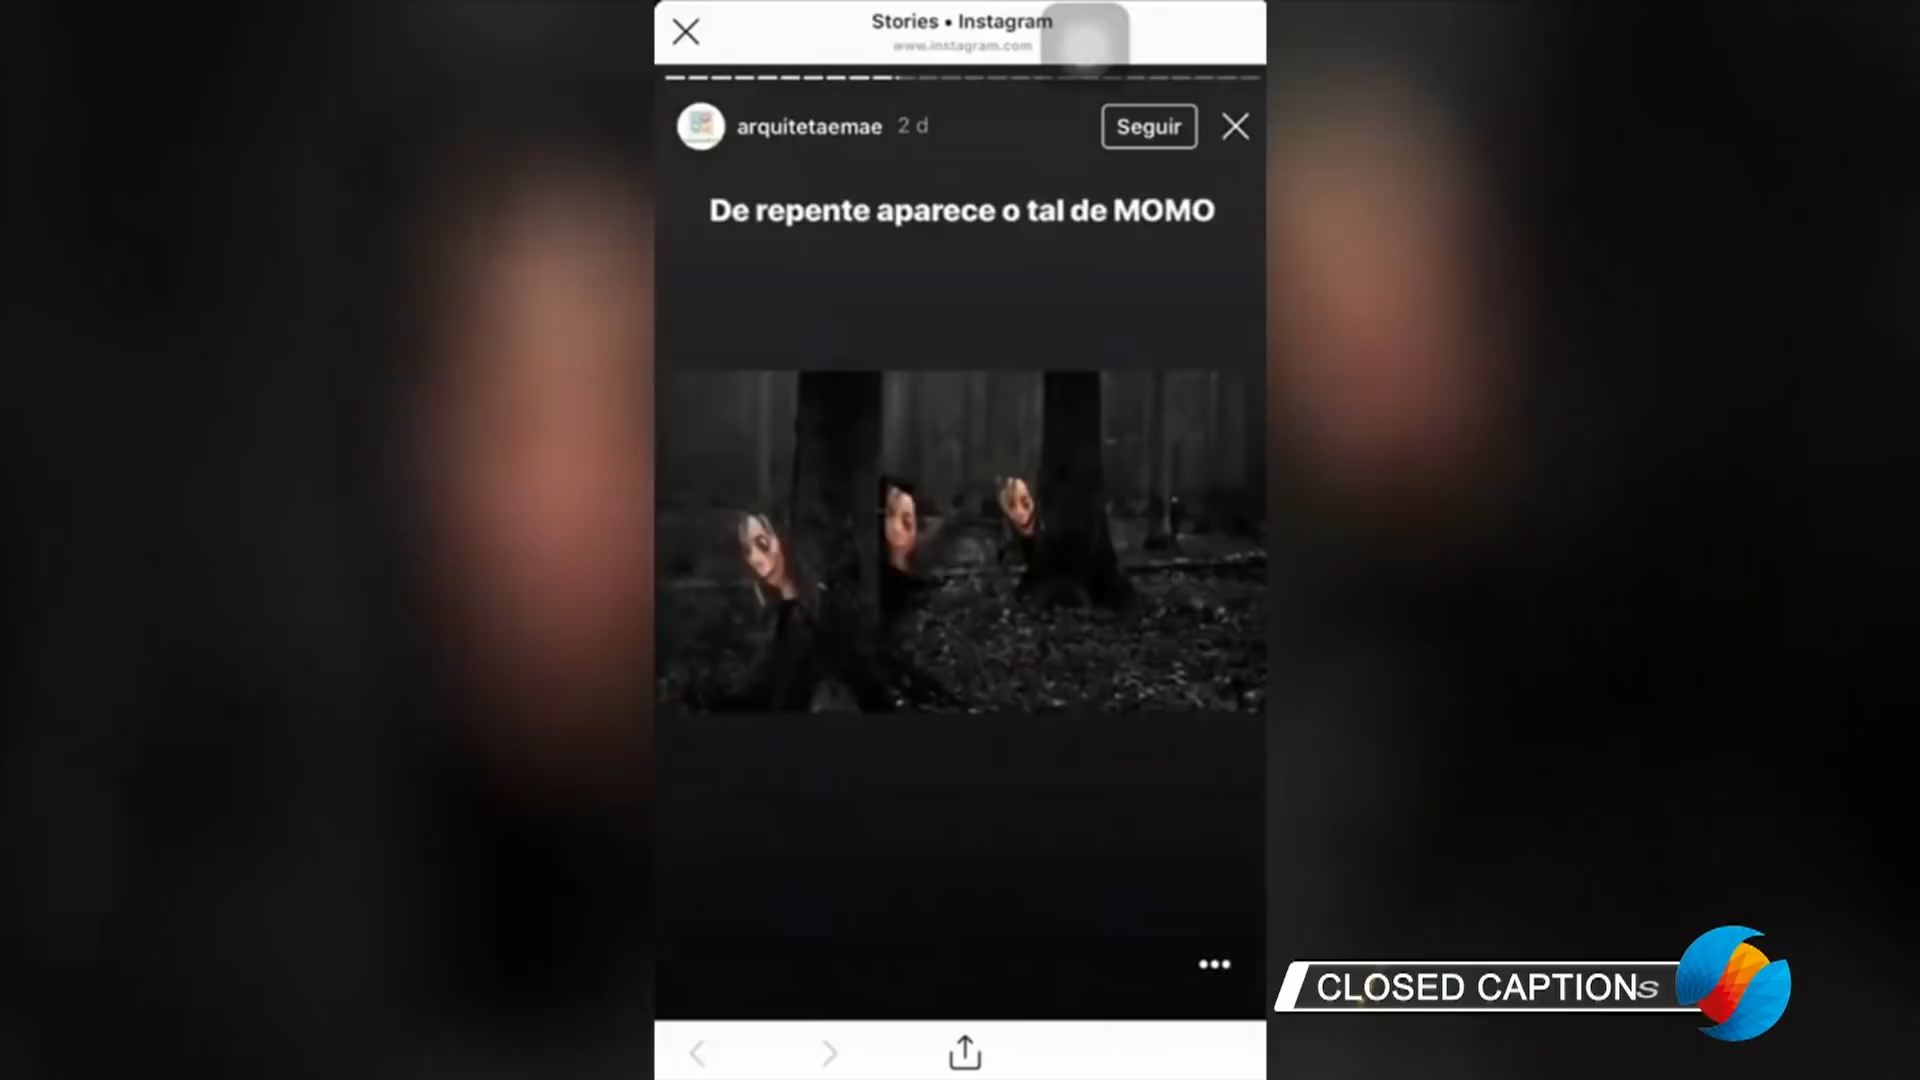 Stories • Instagram
www.instagram.com
arquitetaemae 2 d
Seguir
De repente aparece o tal de MOMO
CLOSED CAPTIONS